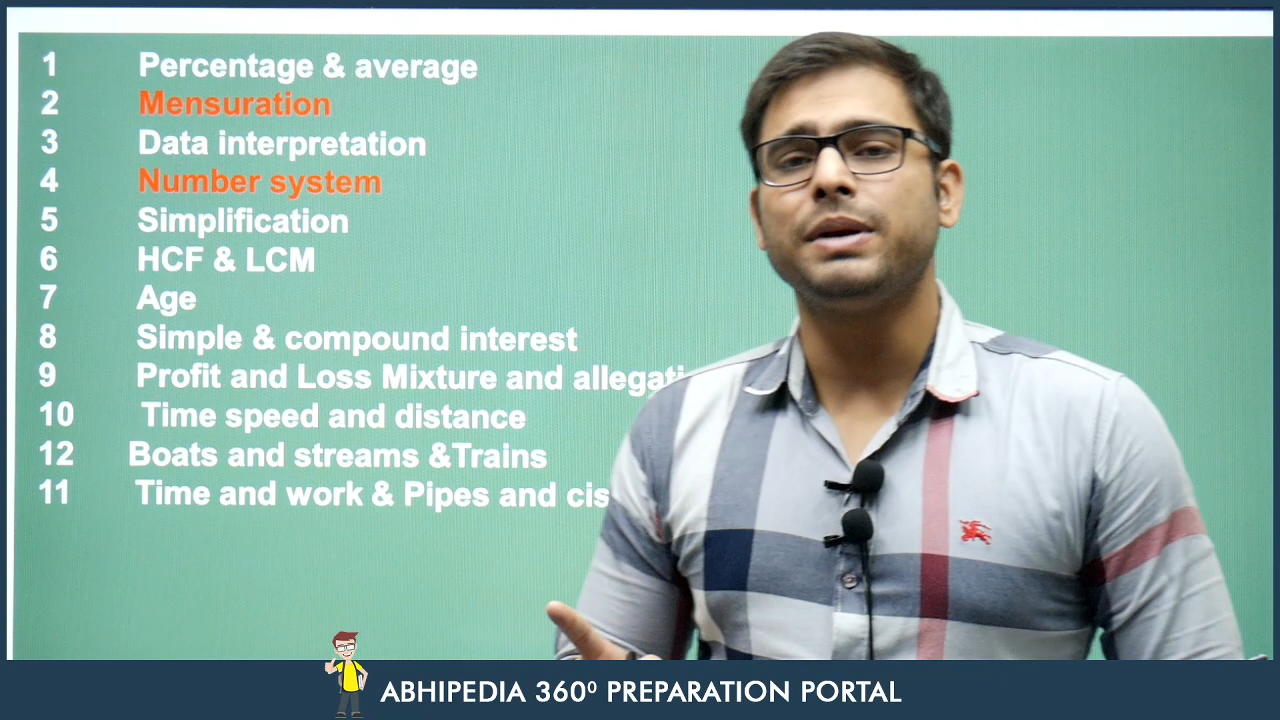 1 Percentage & average
2 Mensuration
3 Data interpretation
4 Number system
5 Simplification
6 HCF & LCM
7 Age
8 Simple & compound interest
9 Profit and Loss Mixture and allegati
10 Time speed and distance
12 Boats and streams &Trains
11 Time and work & Pipes and cis
ABHIPEDIA 360⁰ PREPARATION PORTAL